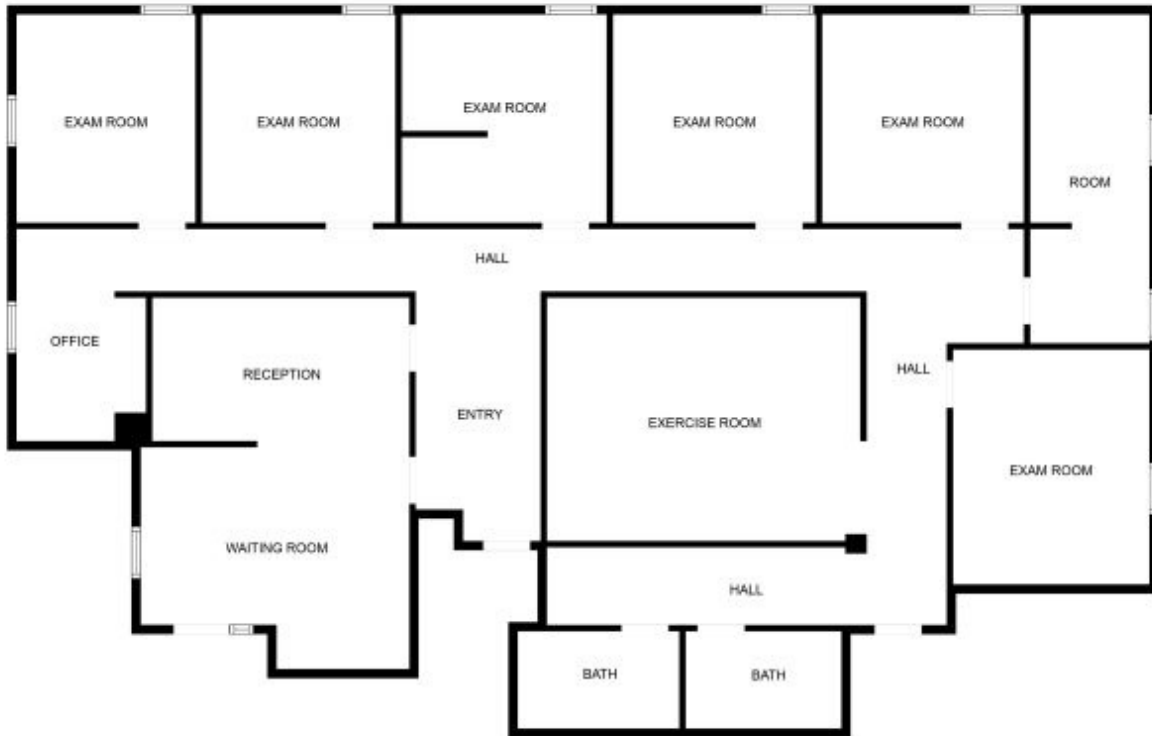 EXAM ROOM
EXAM ROOM
EXAM ROOM
EXAM ROOM
EXAM ROOM
ROOM
HALL
OFFICE
RECEPTION
ENTRY
EXERCISE ROOM
HALL
EXAM ROOM
WAITING ROOM
HALL
BATH
BATH